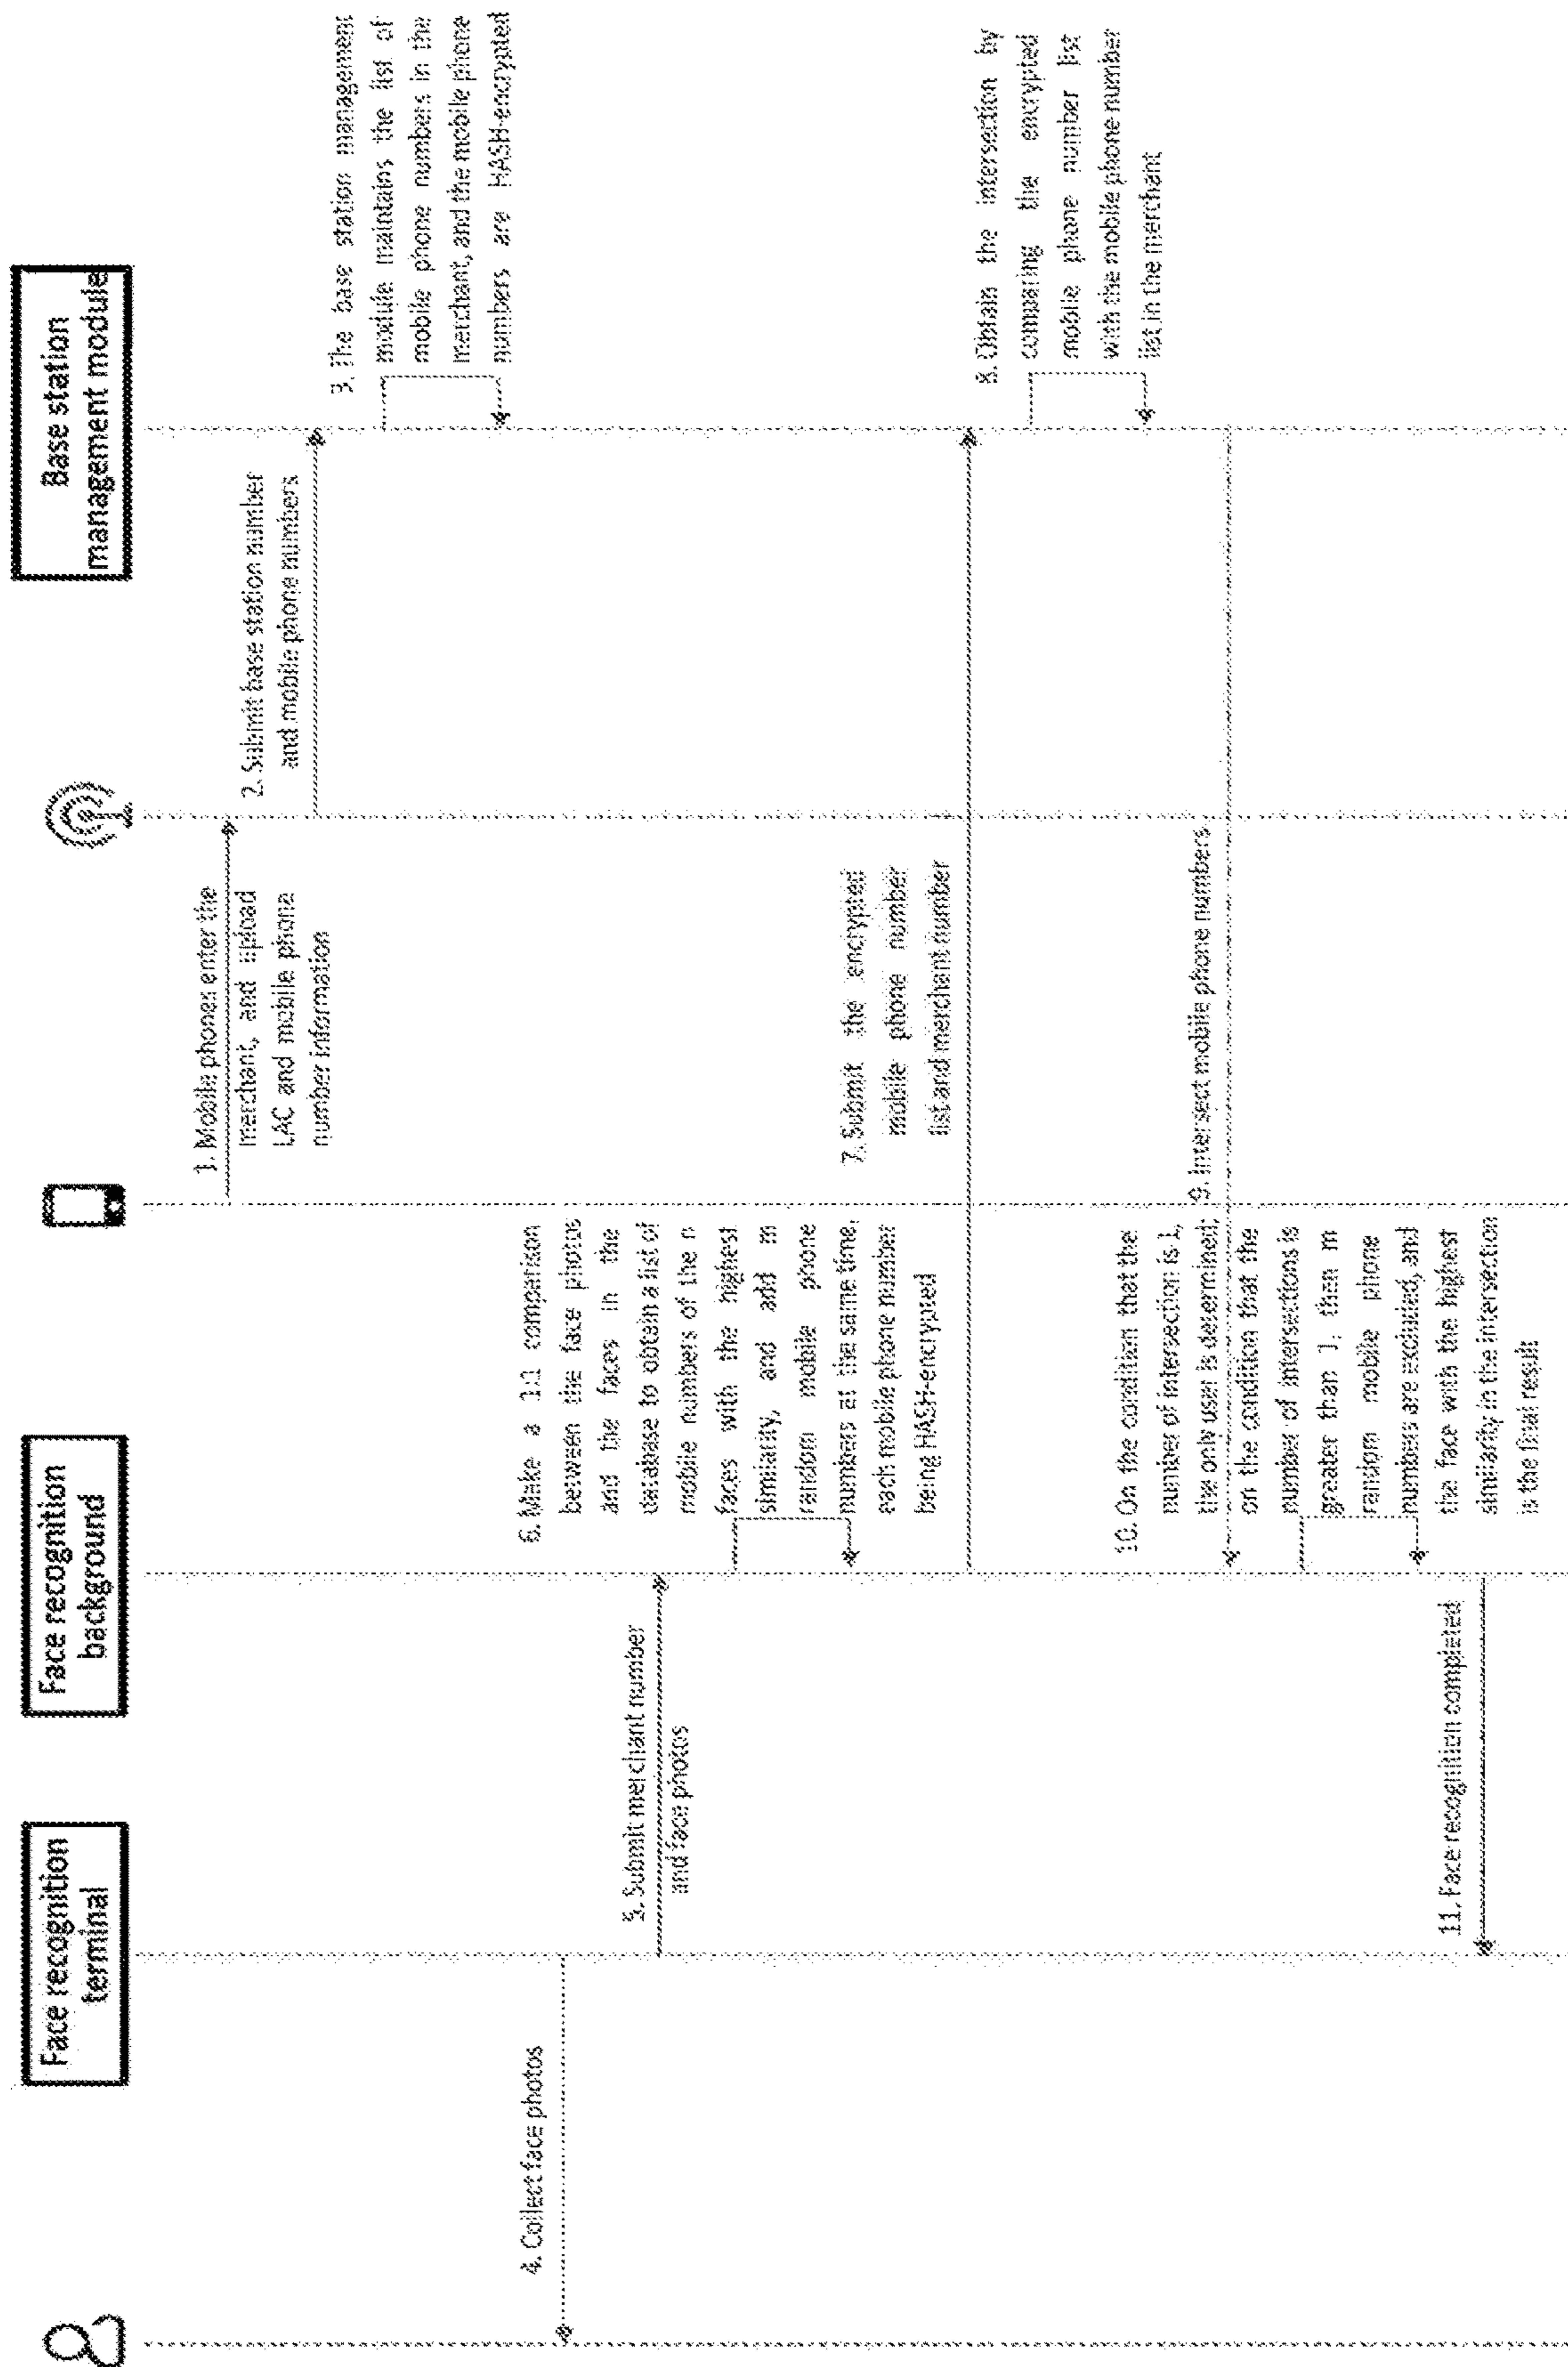 Face recognition
terminal
Face recognition
background
Base station
management module
1. Mobile phones enter the
merchant, and upload
LAC and mobile phone
number information
2. Submit base station number
and mobile phone numbers
3. The base station management
module maintains the list of
mobile phone numbers in the
merchant, and the mobile phone
numbers are HASH-encrypted
4. Collect face photos
5. Submit merchant number
and face photos
6. Make a 1:1 comparison
between the face photos
and the faces in the
database to obtain a list of
mobile numbers of the n
faces with the highest
similarity, and add m
random mobile phone
numbers at the same time,
each mobile phone number
being HASH-encrypted
7. Submit the encrypted
mobile phone number
list and merchant number
8. Obtain the intersection by
comparing the encrypted
mobile phone number list
with the mobile phone number
list in the merchant
9. Intersect mobile phone numbers
10. On the condition that the
number of intersection is 1,
the only user is determined;
on the condition that the
number of intersections is
greater than 1, then m
random mobile phone
numbers are excluded, and
the face with the highest
similarity in the intersection
is the final result
11. Face recognition completed